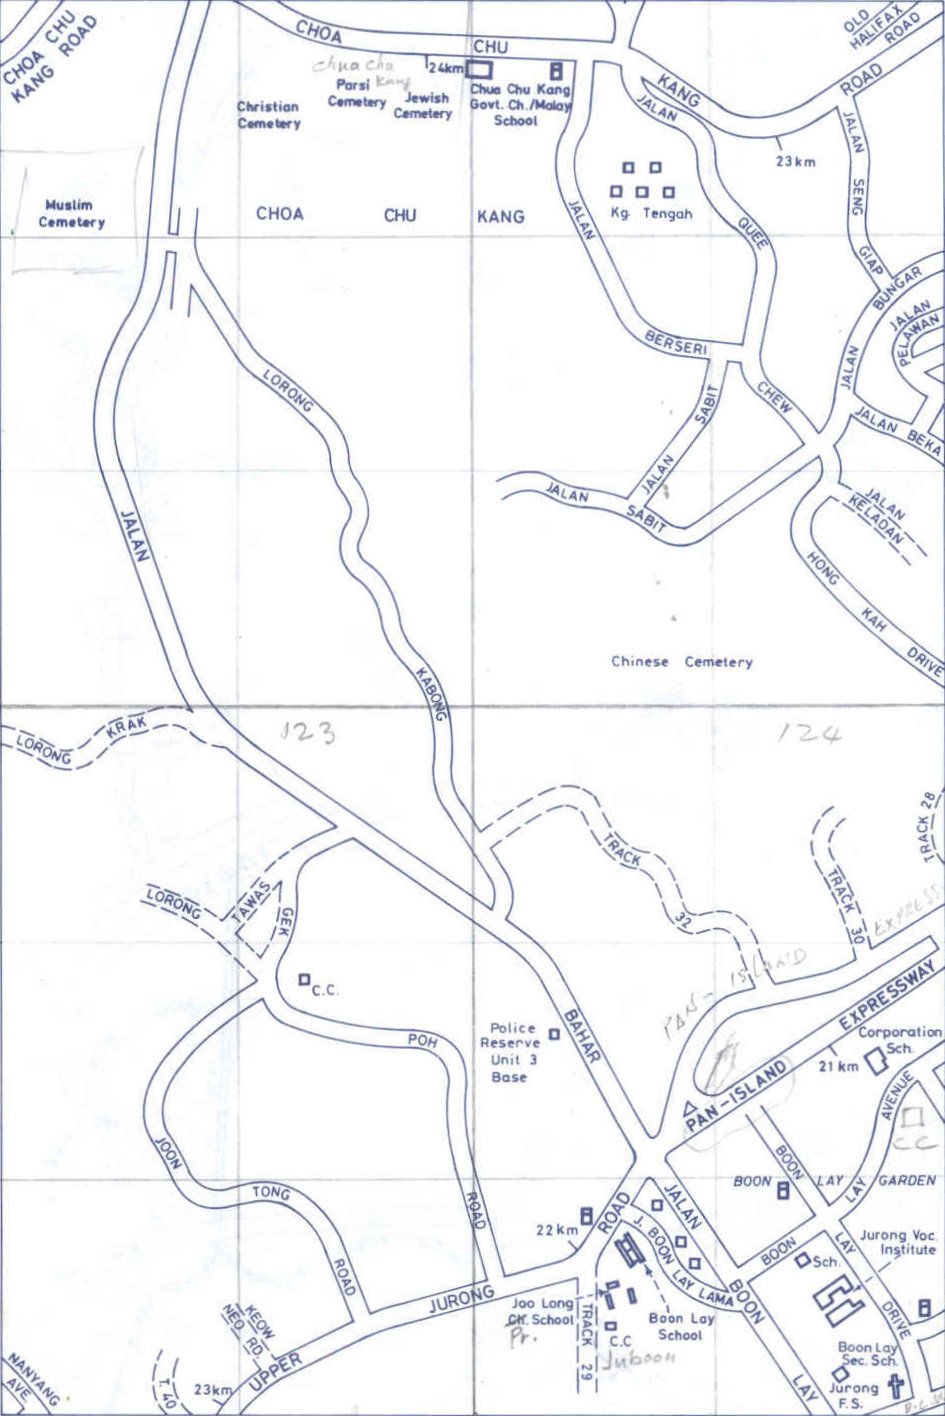 CHOA CHU
KANG ROAD
CHOA
CHU
KANG
ROAD
OLD
HALIFAX
ROAD
chua chu
Kang
24km
Parsi
Cemetery
Jewish
Cemetery
Christian
Cemetery
Chua Chu Kang
Govt. Ch./Malay
School
JALAN
QUEE
CHEW
23km
JALAN
SENG
GIAP
Muslim
Cemetery
CHOA CHU KANG
Kg. Tengah
JALAN
BERSERI
JALAN
BUNGAR
JALAN
PELAWAN
JALAN BEKA
LORONG
KABONG
JALAN
SABIT
JALAN
SABIT
JALAN
KELADAN
HONG
KAH
DRIVE
JALAN
BAHAR
Chinese Cemetery
LORONG
KRAK
123
124
TRACK 28
TRACK
32
TRACK 30
LORONG
TAWAS
GEK
POH
ROAD
C.C.
EXPRESS
PAN - ISLAND
PAN-ISLAND EXPRESSWAY
Police
Reserve
Unit 3
Base
Corporation
Sch.
21km
AVENUE
LAY
BOON
CC
JOON
TONG
ROAD
BOON LAY GARDEN
BOON
LAY
DRIVE
22km
ROAD
JALAN
BOON
LAY
J. BOON LAY LAMA
Jurong Voc.
Institute
Sch.
UPPER
JURONG
Joo Long
Ch. School
Pr.
TRACK 29
C.C
Juboon
Boon Lay
School
KEOW
NEO RD.
Boon Lay
Sec. Sch.
Jurong
F.S.
NANYANG
AVE.
T. 40
23km